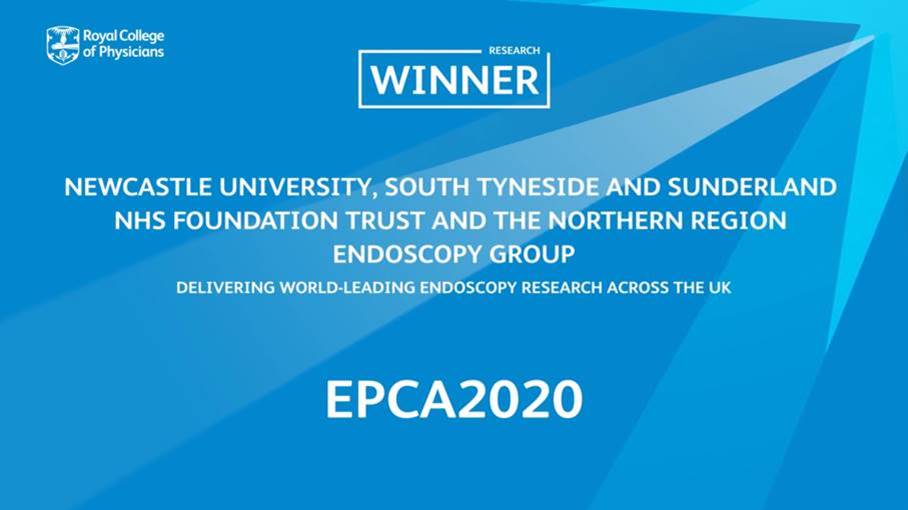 Royal College
of Physicians
RESEARCH
WINNER
NEWCASTLE UNIVERSITY, SOUTH TYNESIDE AND SUNDERLAND
NHS FOUNDATION TRUST AND THE NORTHERN REGION
ENDOSCOPY GROUP
DELIVERING WORLD-LEADING ENDOSCOPY RESEARCH ACROSS THE UK
EPCA2020